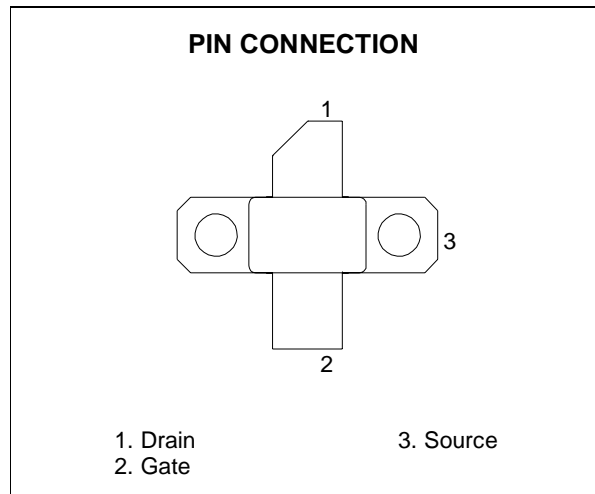 PIN CONNECTION
1
3
2
1. Drain
3. Source
2. Gate